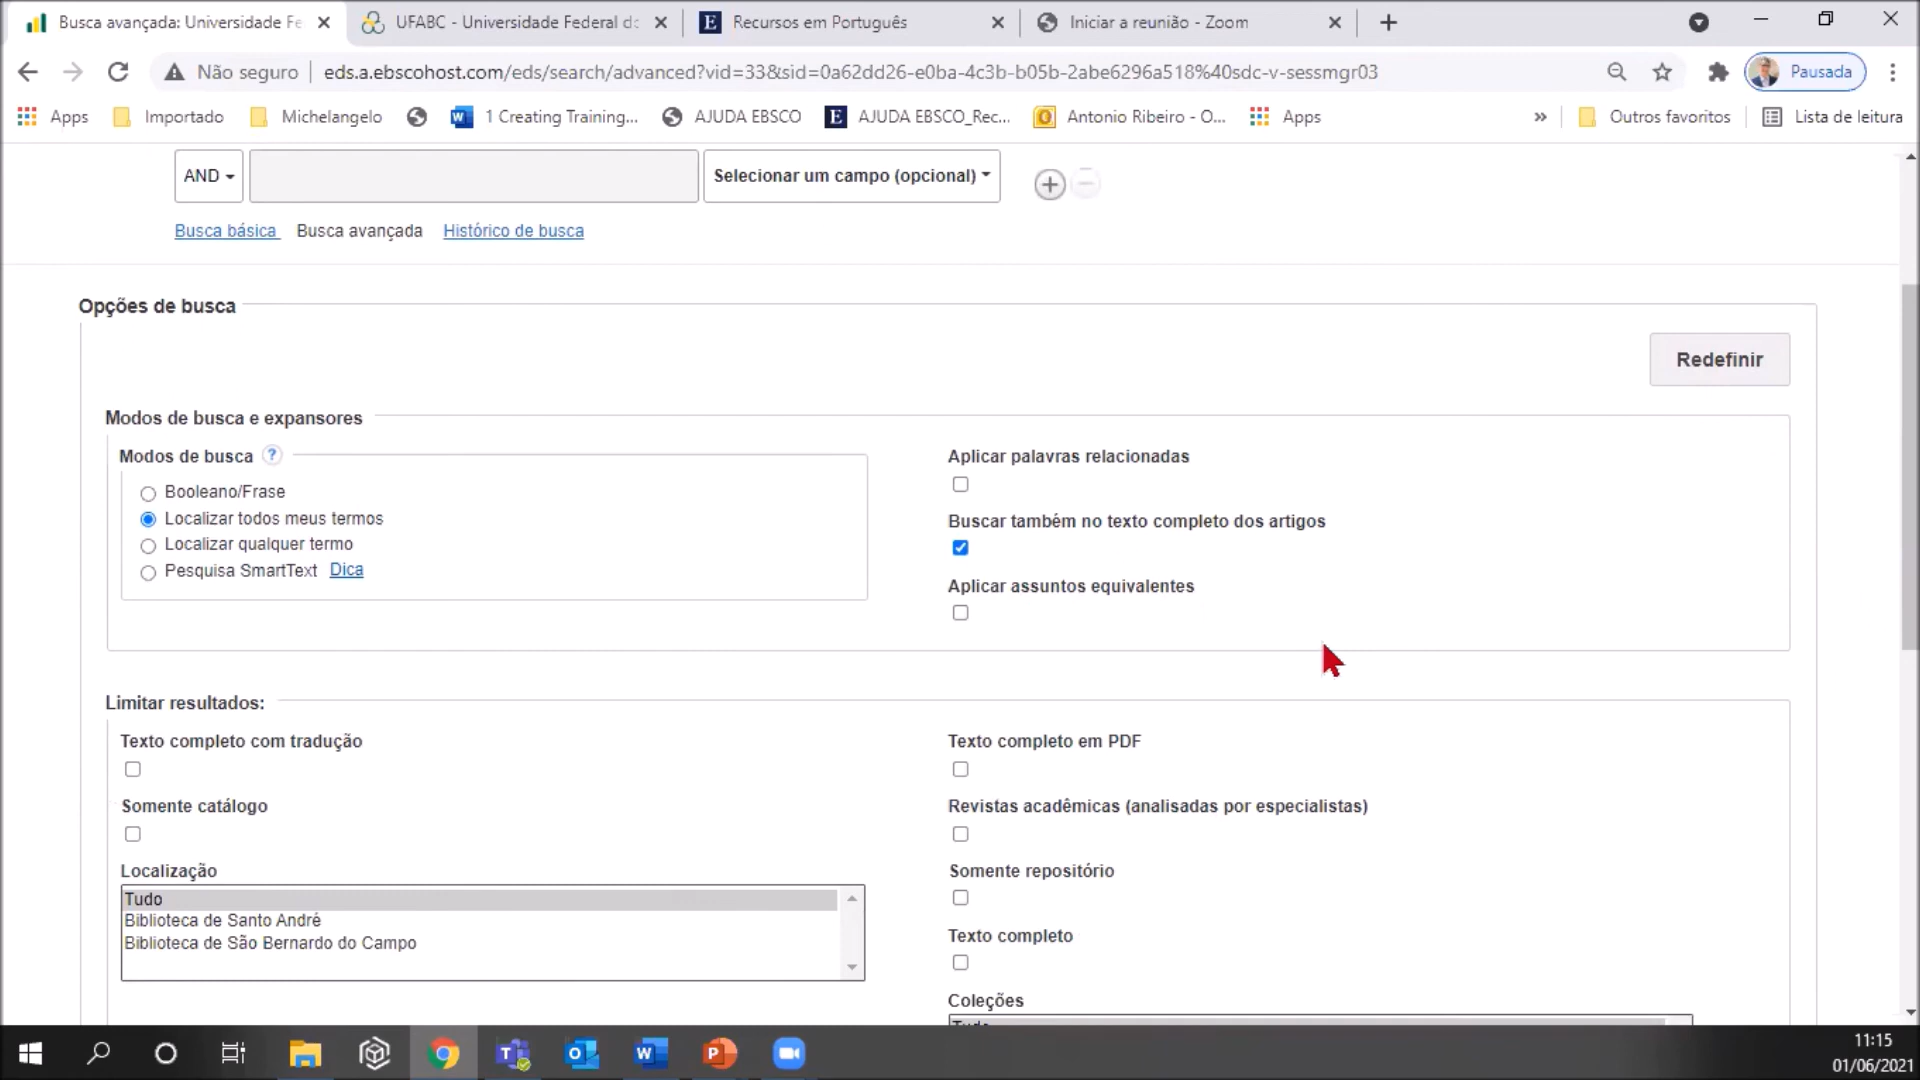 Busca avançada: Universidade Fe
UFABC - Universidade Federal do
Recursos em Português
Iniciar a reunião - Zoom
Não seguro
eds.a.ebscohost.com/eds/search/advanced?vid=33&sid=0a62dd26-e0ba-4c3b-b05b-2abe6296a518%40sdc-v-sessmgr03
Pausada
Apps
Importado
Michelangelo
1 Creating Training...
AJUDA EBSCO
AJUDA EBSCO_Rec...
Antonio Ribeiro - O...
Apps
»
Outros favoritos
Lista de leitura
AND
Selecionar um campo (opcional)
Busca básica
Busca avançada
Histórico de busca
Opções de busca
Redefinir
Modos de busca e expansores
Modos de busca ?
Booleano/Frase
Localizar todos meus termos
Localizar qualquer termo
Pesquisa SmartText Dica
Aplicar palavras relacionadas
Buscar também no texto completo dos artigos
Aplicar assuntos equivalentes
Limitar resultados:
Texto completo com tradução
Somente catálogo
Localização
Tudo
Biblioteca de Santo André
Biblioteca de São Bernardo do Campo
Texto completo em PDF
Revistas acadêmicas (analisadas por especialistas)
Somente repositório
Texto completo
Coleções
Tudo
11:15
01/06/2021